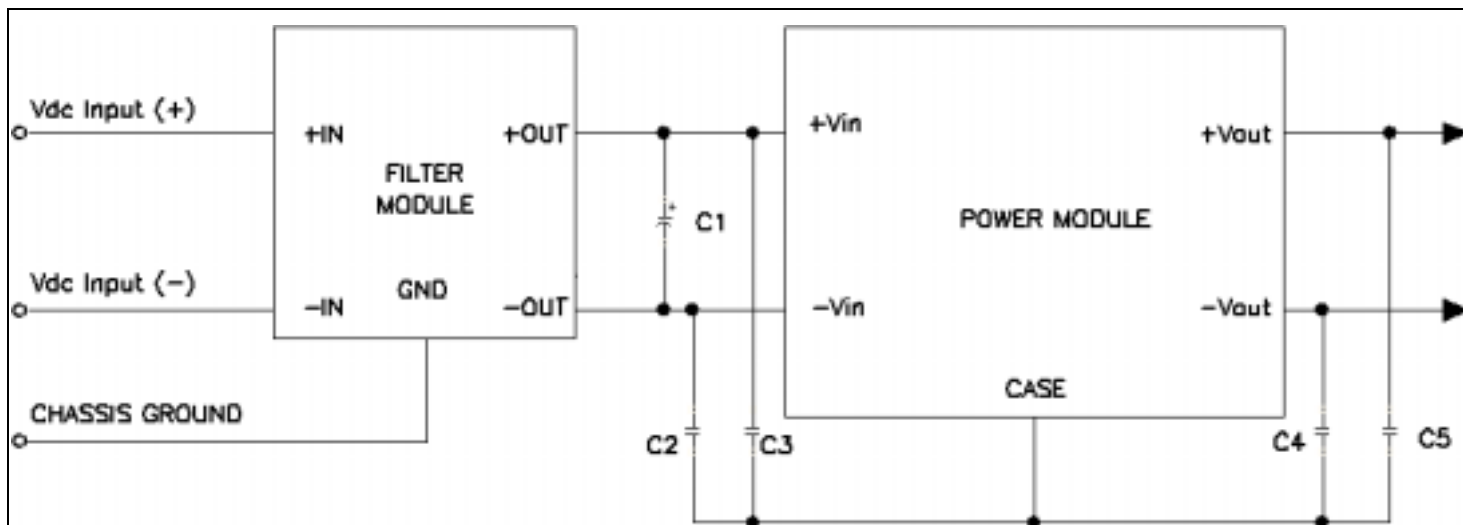 Vdc Input (+)
+IN
+OUT
FILTER
MODULE
+Vin
+Vout
C1
+
POWER MODULE
Vdc Input (-)
-IN
GND
-OUT
-Vin
-Vout
CASE
CHASSIS GROUND
C2
C3
C4
C5